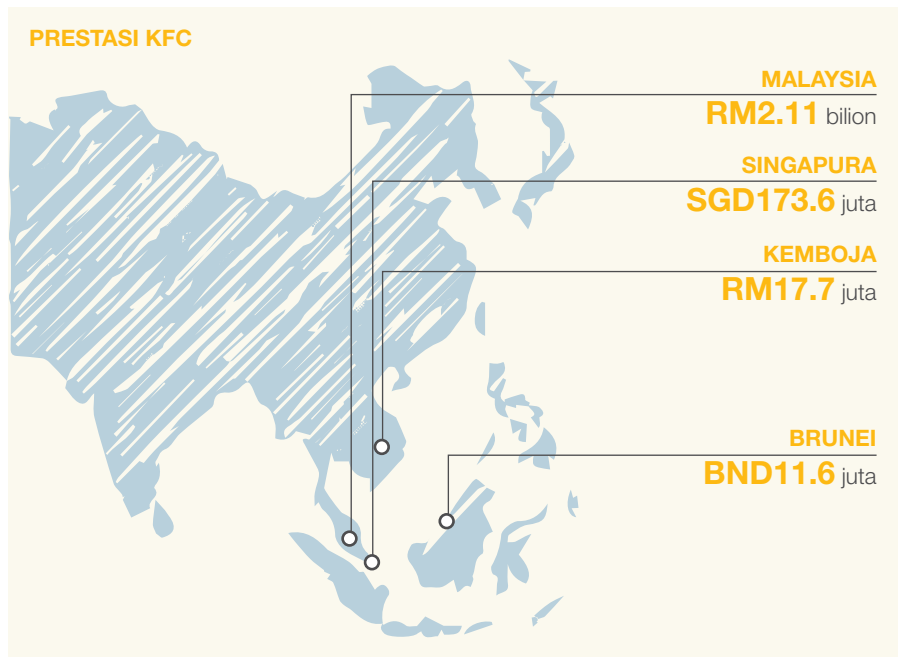 PRESTASI KFC
MALAYSIA
RM2.11 bilion
SINGAPURA
SGD173.6 juta
KEMBOJA
RM17.7 juta
BRUNEI
BND11.6 juta